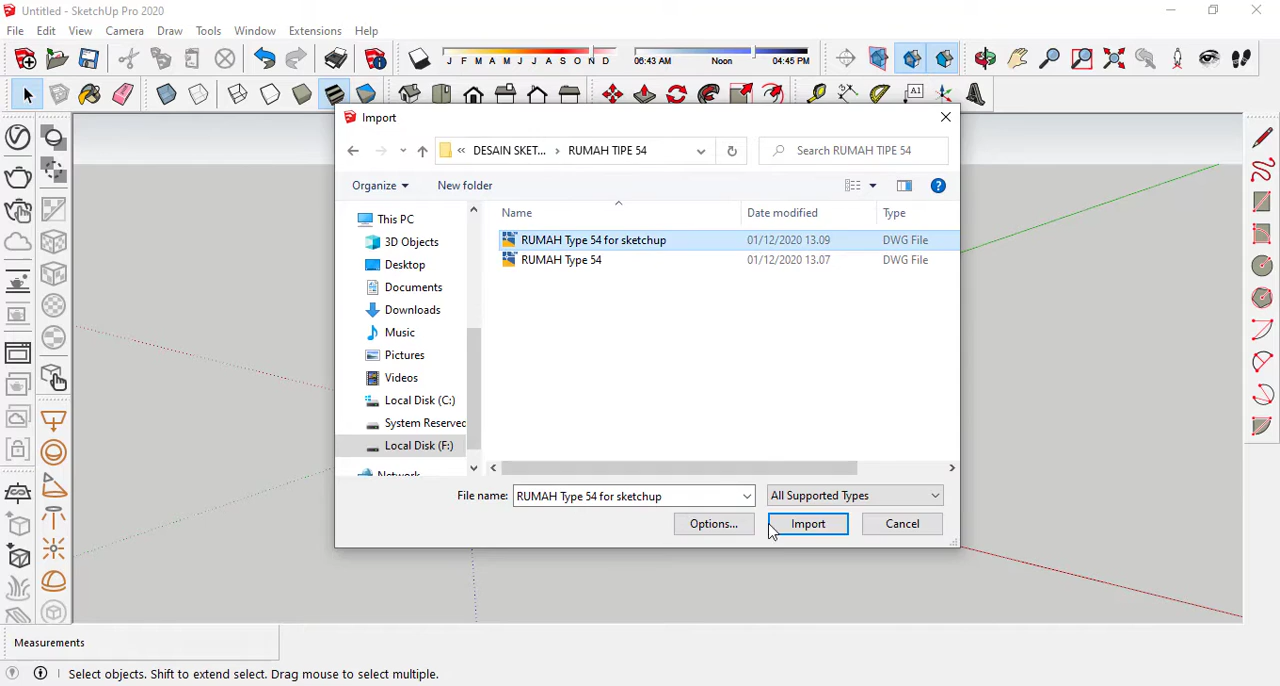 Untitled - SketchUp Pro 2020
File Edit View Camera Draw Tools Window Extensions Help
J F M A M J J A S O N D 06:43 AM Noon 04:45 PM
A1
Import
« DESAIN SKET... › RUMAH TIPE 54 Search RUMAH TIPE 54
Organize New folder
This PC
3D Objects
Desktop
Documents
Downloads
Music
Pictures
Videos
Local Disk (C:)
System Reserved
Local Disk (F:)
Network
Name Date modified Type
RUMAH Type 54 for sketchup 01/12/2020 13.09 DWG File
RUMAH Type 54 01/12/2020 13.07 DWG File
File name: RUMAH Type 54 for sketchup All Supported Types
Options... Import Cancel
Measurements
Select objects. Shift to extend select. Drag mouse to select multiple.